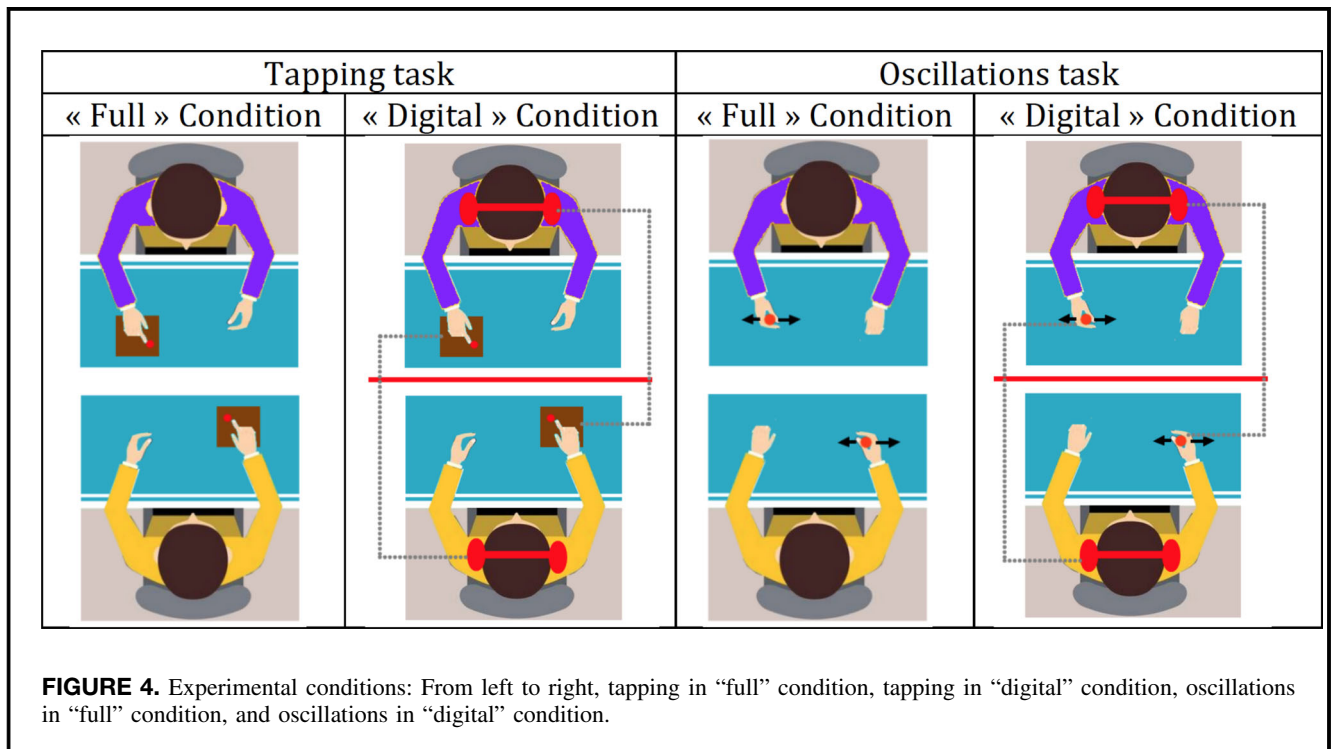 Tapping task
Oscillations task
« Full » Condition
« Digital » Condition
« Full » Condition
« Digital » Condition
FIGURE 4. Experimental conditions: From left to right, tapping in “full” condition, tapping in “digital” condition, oscillations
in “full” condition, and oscillations in “digital” condition.